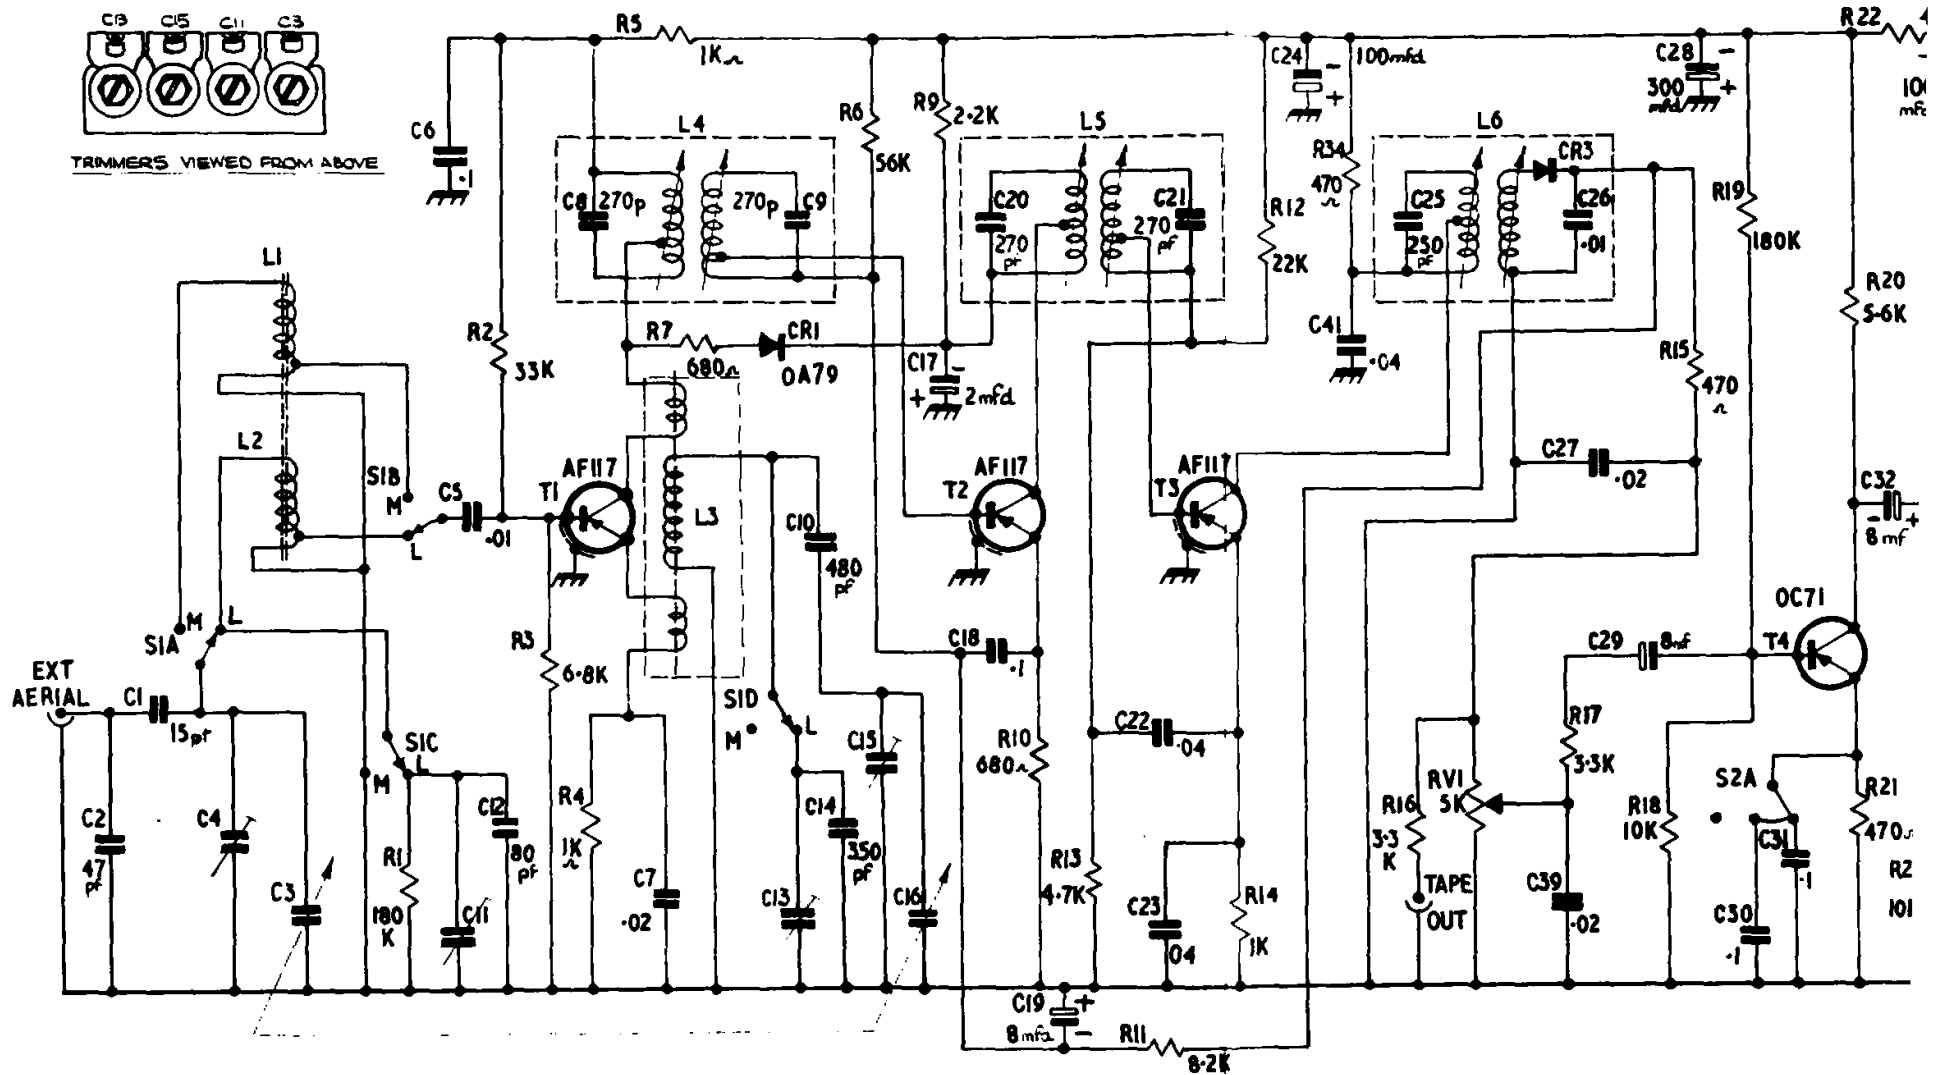 C13 C15 C11 C3
TRIMMERS VIEWED FROM ABOVE
R5
1K Ω
C6
.1
L4
C8 270p
270p C9
R6
56K
R9
2.2K
L5
C20
270
pf
C21
270
pf
C24
100mfd
R12
22K
R34
470
Ω
L6
CR3
C25
250
pf
C26
.01
C28
300
mfd
R22
R19
180K
R20
5.6K
L1
R2
33K
R7
680Ω
CR1
OA79
C17
2mfd
C41
.04
R15
470
Ω
L2
S1B
M
L
C5
.01
AF117
T1
L3
C10
480
pf
AF117
T2
AF117
T3
C27
.02
C32
8mf
OC71
T4
M L
S1A
R3
6.8K
C18
.1
C29 8mf
EXT
AERIAL
C1
15pf
S1C
L
M
S1D
M
L
C15
R10
680Ω
C22
.04
R17
3.3K
C2
47
pf
C4
C3
R1
180
K
C11
C12
80
pf
R4
1K
Ω
C7
.02
C13
C14
350
pf
C16
R13
4.7K
C23
04
R14
1K
R16
3.3
K
TAPE
OUT
RV1
5K
C39
.02
R18
10K
S2A
C31
.1
C30
.1
R21
470Ω
C19
8mfd
R11
8.2K